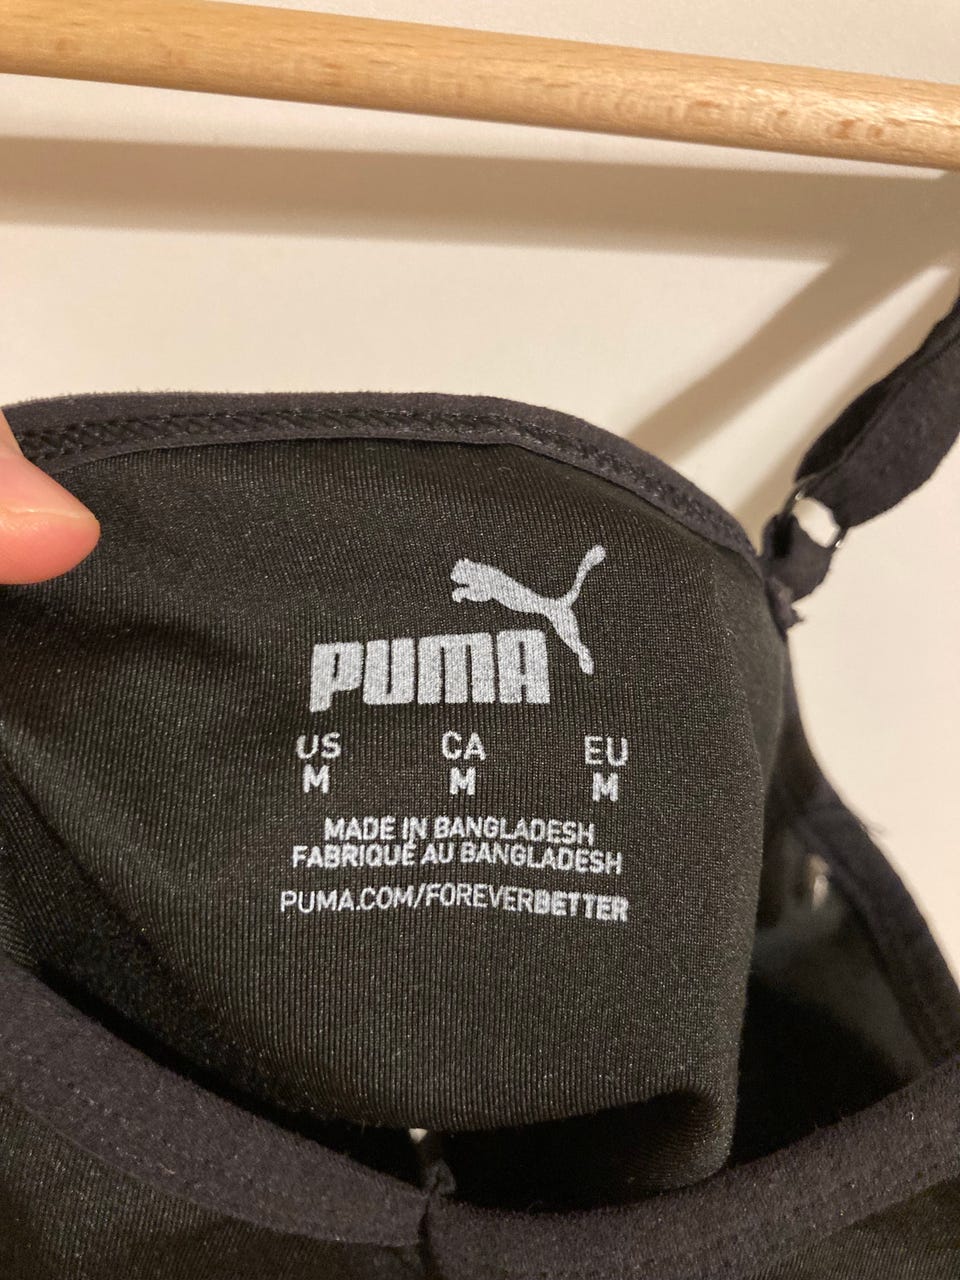 PUMA
US CA EU
M M M
MADE IN BANGLADESH
FABRIQUÉ AU BANGLADESH
PUMA.COM/FOREVERBETTER